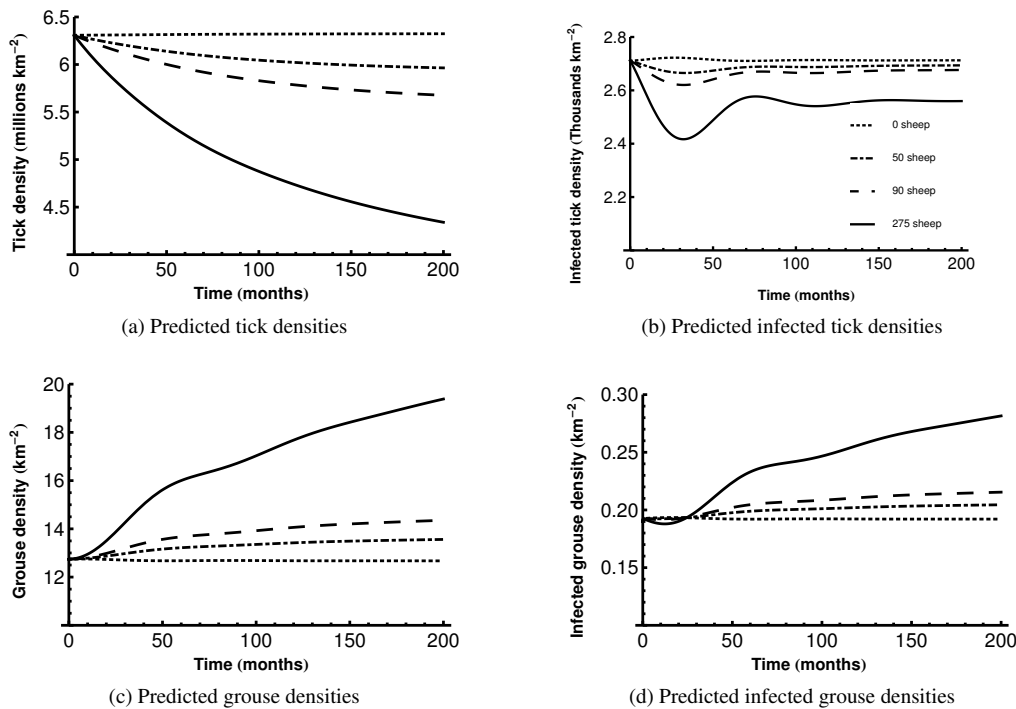 6.5
6
5.5
5
4.5
0 50 100 150 200
Tick density (millions km⁻²)
Time (months)
(a) Predicted tick densities
2.8
2.6
2.4
2.2
0 50 100 150 200
Infected tick density (Thousands km⁻²)
0 sheep
50 sheep
90 sheep
275 sheep
Time (months)
(b) Predicted infected tick densities
20
18
16
14
12
0 50 100 150 200
Grouse density (km⁻²)
Time (months)
(c) Predicted grouse densities
0.30
0.25
0.20
0.15
0 50 100 150 200
Infected grouse density (km⁻²)
Time (months)
(d) Predicted infected grouse densities